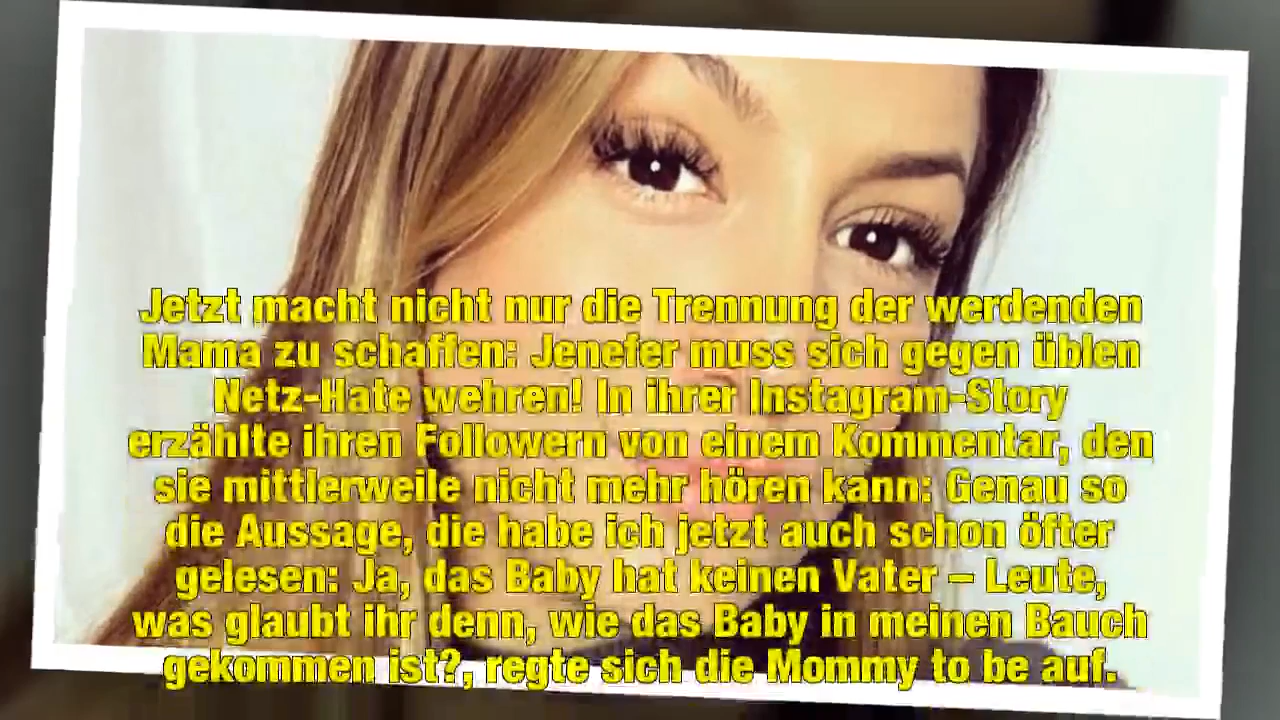 Jetzt macht nicht nur die Trennung der werdenden
Mama zu schaffen: Jenefer muss sich gegen üblen
Netz-Hate wehren! In ihrer Instagram-Story
erzählte ihren Followern von einem Kommentar, den
sie mittlerweile nicht mehr hören kann: Genau so
die Aussage, die habe ich jetzt auch schon öfter
gelesen: Ja, das Baby hat keinen Vater – Leute,
was glaubt ihr denn, wie das Baby in meinen Bauch
gekommen ist?, regte sich die Mommy to be auf.